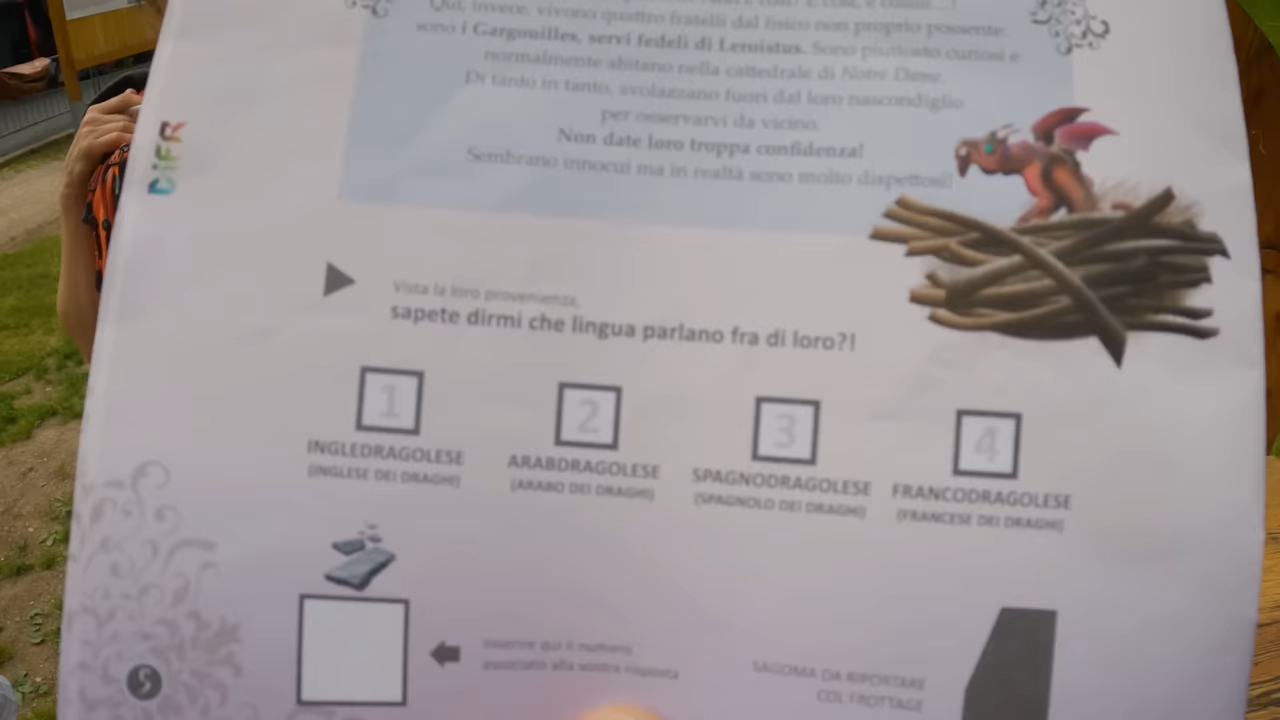 Qui, invece, vivono quattro fratelli dal fisico non proprio possente:
sono i Gargouilles, servi fedeli di Leruistus. Sono piuttosto curiosi e
normalmente abitano nella cattedrale di Notre Dame.
Di tanto in tanto, svolazzano fuori dal loro nascondiglio
per osservarvi da vicino.
Non date loro troppa confidenza!
Sembrano innocui ma in realtà sono molto dispettosi!
DiFR
Vista la loro provenienza,
sapete dirmi che lingua parlano fra di loro?!
1 2 3 4
INGLEDRAGOLESE ARABDRAGOLESE SPAGNODRAGOLESE FRANCODRAGOLESE
(INGLESE DEI DRAGHI) (ARABO DEI DRAGHI) (SPAGNOLO DEI DRAGHI) (FRANCESE DEI DRAGHI)
inserire qui il numero
associato alla vostra risposta
SAGOMA DA RIPORTARE
COL FROTTAGE
5